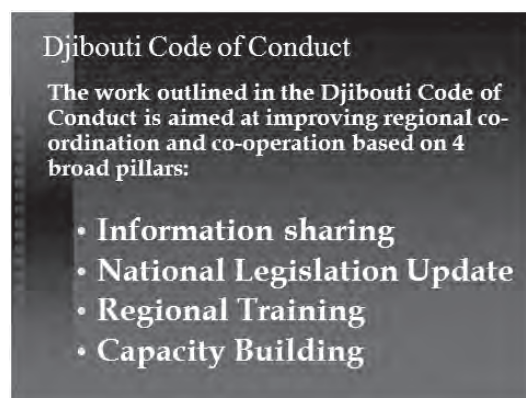 Djibouti Code of Conduct
The work outlined in the Djibouti Code of
Conduct is aimed at improving regional co-
ordination and co-operation based on 4
broad pillars:
• Information sharing
• National Legislation Update
• Regional Training
• Capacity Building